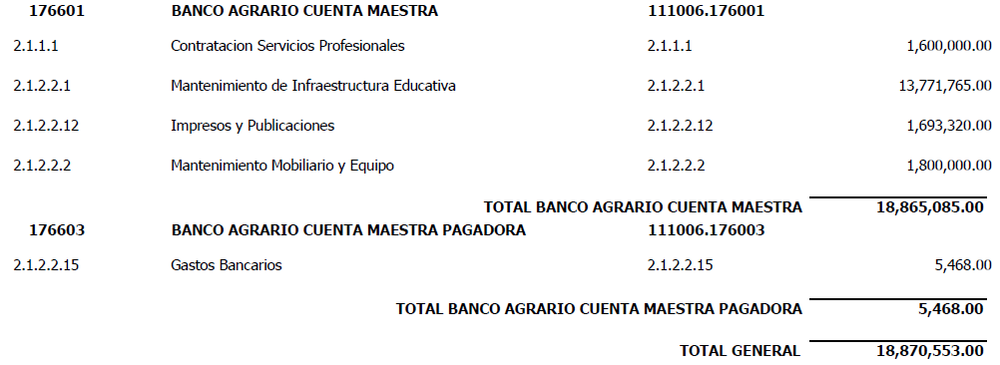 176601 BANCO AGRARIO CUENTA MAESTRA 111006.176001
2.1.1.1 Contratacion Servicios Profesionales 2.1.1.1 1,600,000.00
2.1.2.2.1 Mantenimiento de Infraestructura Educativa 2.1.2.2.1 13,771,765.00
2.1.2.2.12 Impresos y Publicaciones 2.1.2.2.12 1,693,320.00
2.1.2.2.2 Mantenimiento Mobiliario y Equipo 2.1.2.2.2 1,800,000.00
TOTAL BANCO AGRARIO CUENTA MAESTRA 18,865,085.00
176603 BANCO AGRARIO CUENTA MAESTRA PAGADORA 111006.176003
2.1.2.2.15 Gastos Bancarios 2.1.2.2.15 5,468.00
TOTAL BANCO AGRARIO CUENTA MAESTRA PAGADORA 5,468.00
TOTAL GENERAL 18,870,553.00